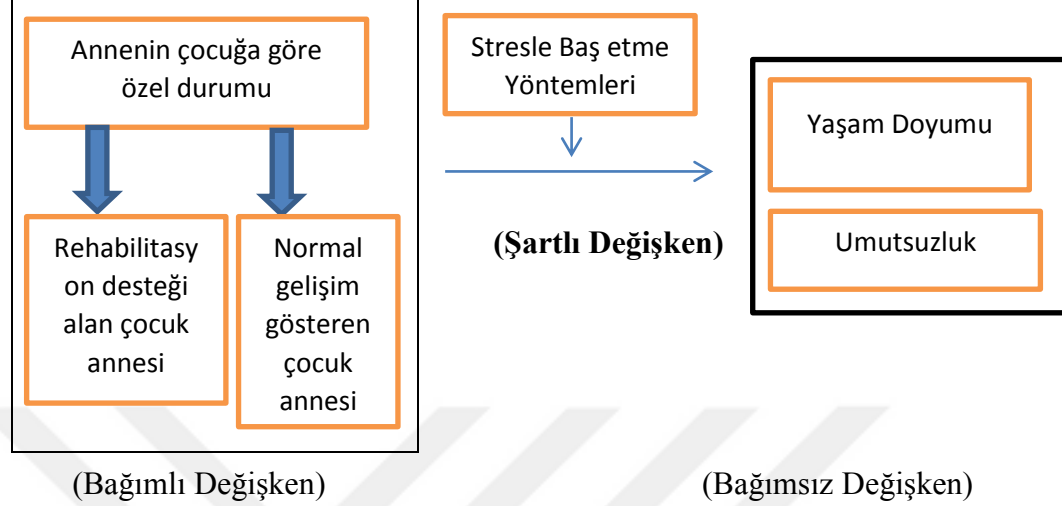 Annenin çocuğa göre
özel durumu
Rehabilitasy
on desteği
alan çocuk
annesi
Normal
gelişim
gösteren
çocuk
annesi
(Bağımlı Değişken)
Stresle Baş etme
Yöntemleri
(Şartlı Değişken)
Yaşam Doyumu
Umutsuzluk
(Bağımsız Değişken)